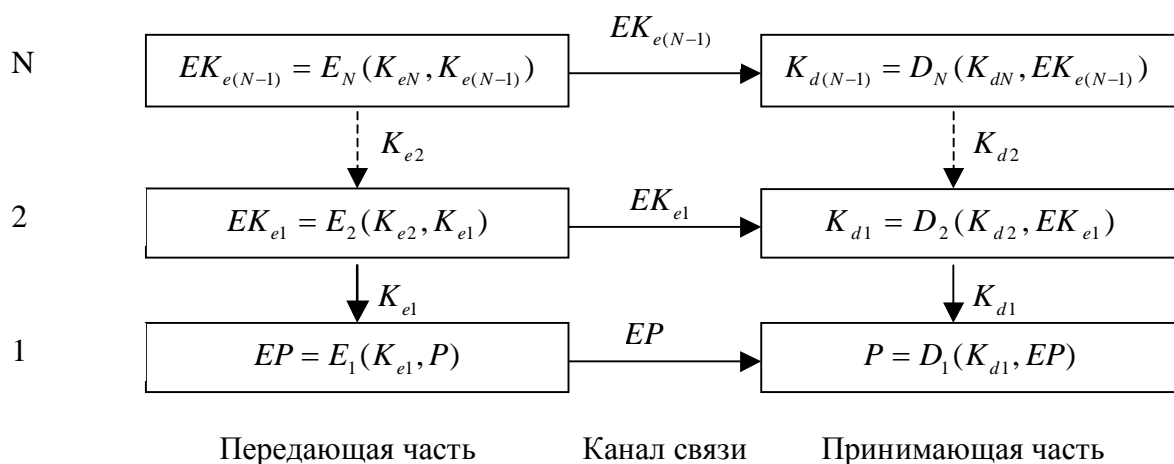 EK_{e(N−1)}
N EK_{e(N−1)} = E_N(K_{eN}, K_{e(N−1)}) K_{d(N−1)} = D_N(K_{dN}, EK_{e(N−1)})
K_{e2} K_{d2}
EK_{e1}
2 EK_{e1} = E_2(K_{e2}, K_{e1}) K_{d1} = D_2(K_{d2}, EK_{e1})
K_{e1} K_{d1}
EP
1 EP = E_1(K_{e1}, P) P = D_1(K_{d1}, EP)
Передающая часть Канал связи Принимающая часть